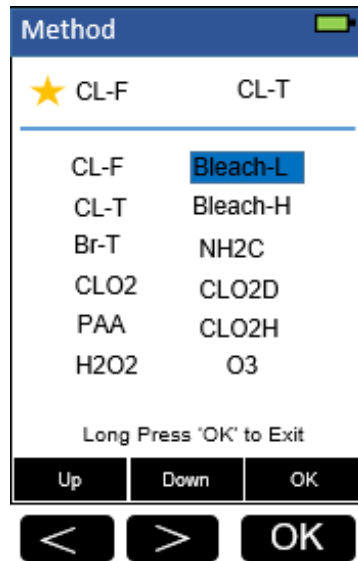 Method
CL-F CL-T
CL-F Bleach-L
CL-T Bleach-H
Br-T NH2C
CLO2 CLO2D
PAA CLO2H
H2O2 O3
Long Press 'OK' to Exit
Up Down OK
< > OK